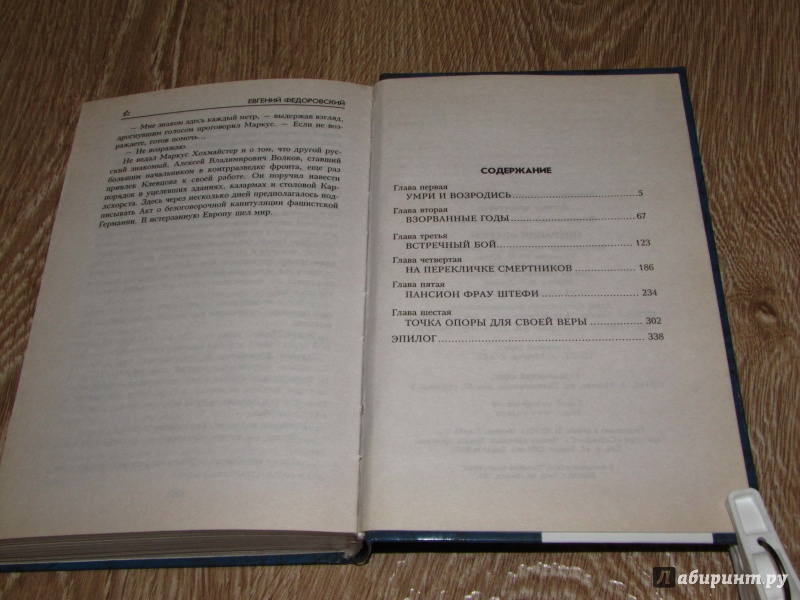 ЕВГЕНИЙ ФЕДОРОВСКИЙ
— Мне знаком здесь каждый метр, — выдержав взгляд,
дрогнувшим голосом проговорил Маркус. — Если не воз-
ражаете, готов помочь...
— Не возражаю.
Не ведал Маркус Хохмайстер и о том, что другой рус-
ский знакомый, Алексей Владимирович Волков, ставший
большим начальником в контрразведке фронта, еще раз
привлек Клевцова к своей работе. Он поручил навести
порядок в уцелевших зданиях, казармах и столовой Кар-
лсхорста. Здесь через несколько дней предполагалось под-
писывать Акт о безоговорочной капитуляции фашистской
Германии. В истерзанную Европу шел мир.
СОДЕРЖАНИЕ
Глава первая
УМРИ И ВОЗРОДИСЬ 5
Глава вторая
ВЗОРВАННЫЕ ГОДЫ 67
Глава третья
ВСТРЕЧНЫЙ БОЙ 123
Глава четвертая
НА ПЕРЕКЛИЧКЕ СМЕРТНИКОВ 186
Глава пятая
ПАНСИОН ФРАУ ШТЕФИ 234
Глава шестая
ТОЧКА ОПОРЫ ДЛЯ СВОЕЙ ВЕРЫ 302
ЭПИЛОГ 338
Лабиринт.ру